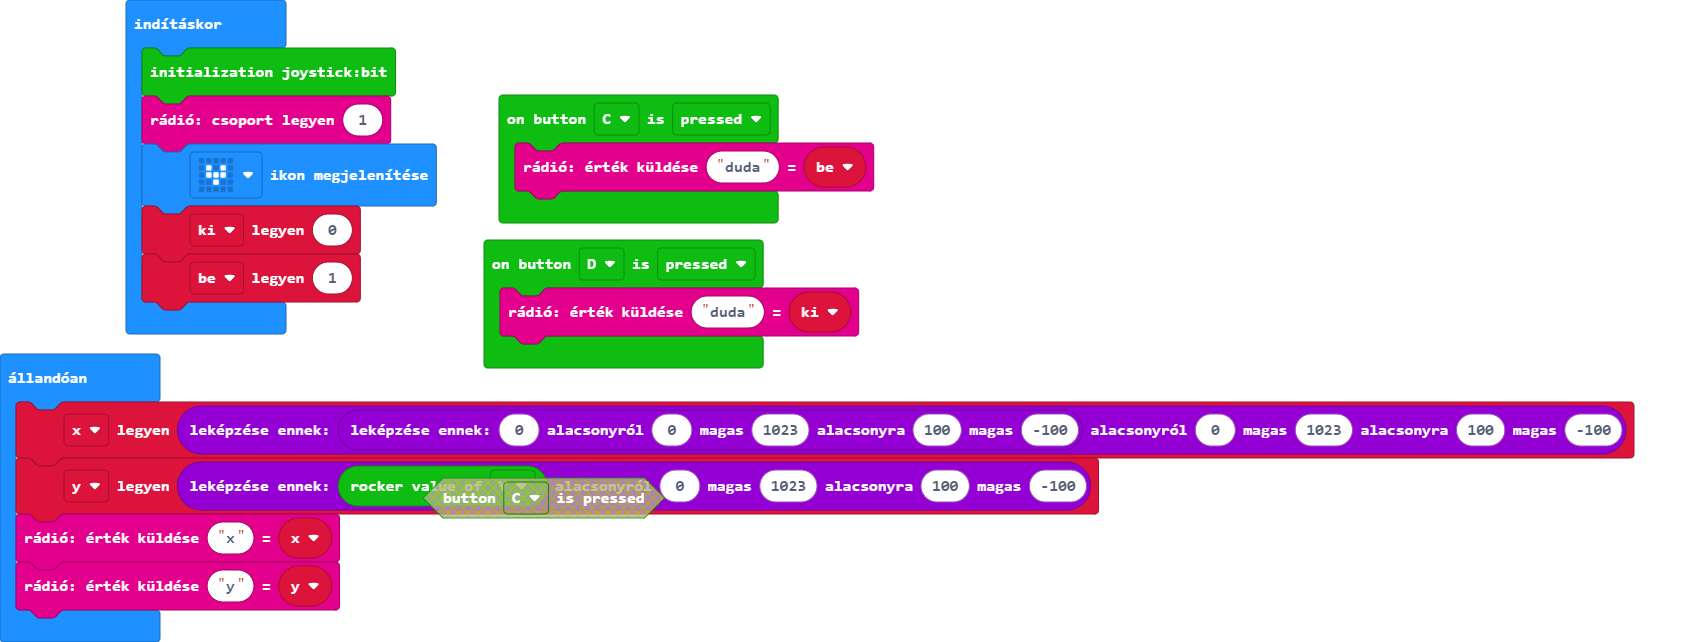 indításkor
initialization joystick:bit
rádió: csoport legyen 1
ikon megjelenítése
ki legyen 0
be legyen 1
on button C is pressed
rádió: érték küldése "duda" = be
on button D is pressed
rádió: érték küldése "duda" = ki
állandóan
x legyen leképzése ennek: leképzése ennek: 0 alacsonyról 0 magas 1023 alacsonyra 100 magas -100 alacsonyról 0 magas 1023 alacsonyra 100 magas -100
y legyen leképzése ennek: rocker value of alacsonyról 0 magas 1023 alacsonyra 100 magas -100
button C is pressed
rádió: érték küldése "x" = x
rádió: érték küldése "y" = y